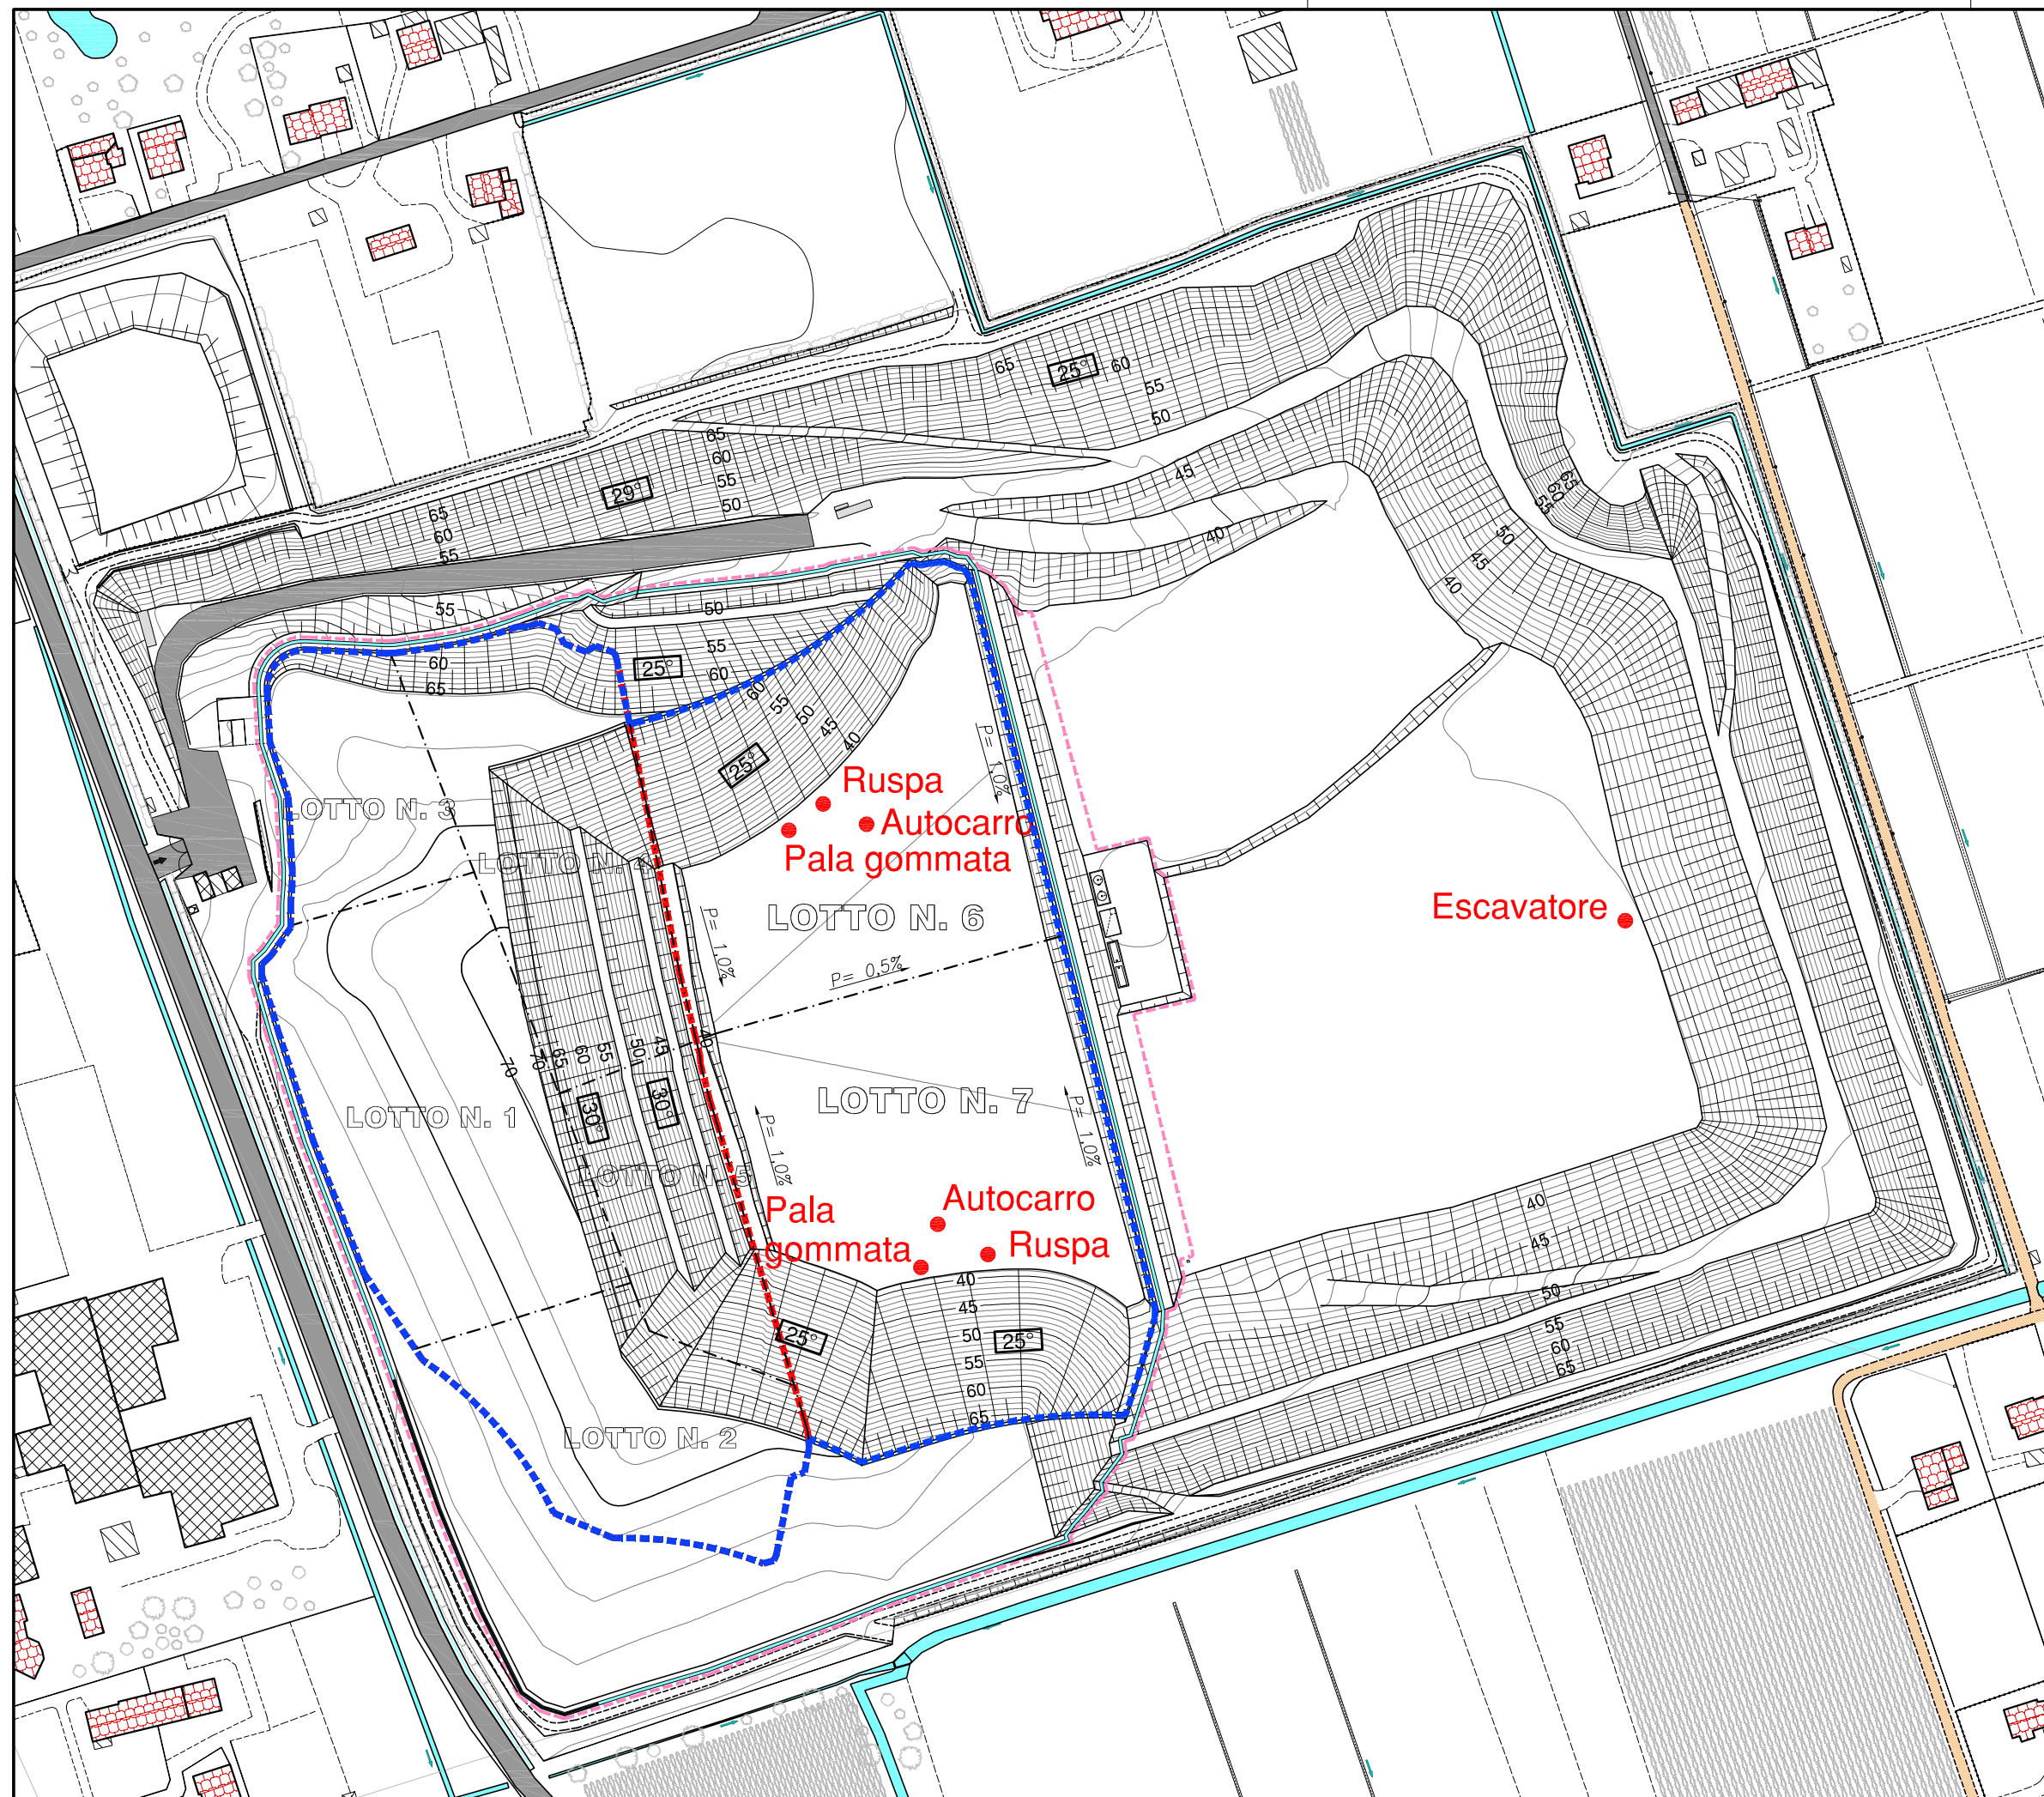 65
25°
60
55
50
65
60
55
50
29°
65
60
55
45
40
65
60
55
50
45
40
55
50
60
65
25°
55
60
60
55
50
45
40
25°
P= 1,0%
Ruspa
Autocarro
Pala gommata
LOTTO N. 3
LOTTO N. 4
LOTTO N. 6
Escavatore
P= 1,0%
P= 0,5%
40
70
70
65
60
55
50
45
30°
30°
LOTTO N. 1
LOTTO N. 7
P= 1,0%
P= 1,0%
LOTTO N. 5
Pala
gommata
Autocarro
Ruspa
40
45
50
55
60
65
25°
25°
40
45
50
55
60
65
LOTTO N. 2